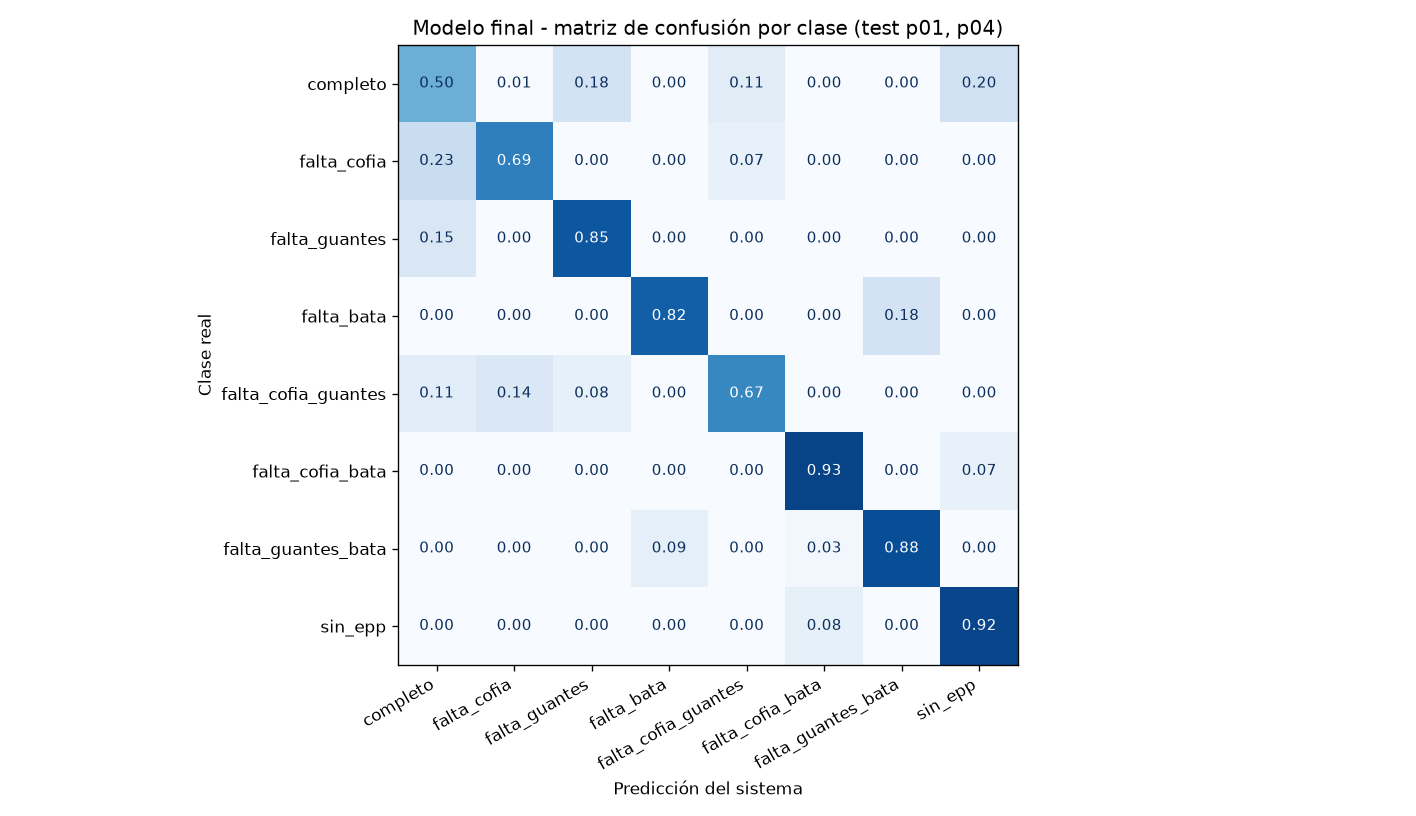 Modelo final - matriz de confusión por clase (test p01, p04)
Clase real
completo 0.50 0.01 0.18 0.00 0.11 0.00 0.00 0.20
falta_cofia 0.23 0.69 0.00 0.00 0.07 0.00 0.00 0.00
falta_guantes 0.15 0.00 0.85 0.00 0.00 0.00 0.00 0.00
falta_bata 0.00 0.00 0.00 0.82 0.00 0.00 0.18 0.00
falta_cofia_guantes 0.11 0.14 0.08 0.00 0.67 0.00 0.00 0.00
falta_cofia_bata 0.00 0.00 0.00 0.00 0.00 0.93 0.00 0.07
falta_guantes_bata 0.00 0.00 0.00 0.09 0.00 0.03 0.88 0.00
sin_epp 0.00 0.00 0.00 0.00 0.00 0.08 0.00 0.92
completo falta_cofia falta_guantes falta_bata falta_cofia_guantes falta_cofia_bata falta_guantes_bata sin_epp
Predicción del sistema